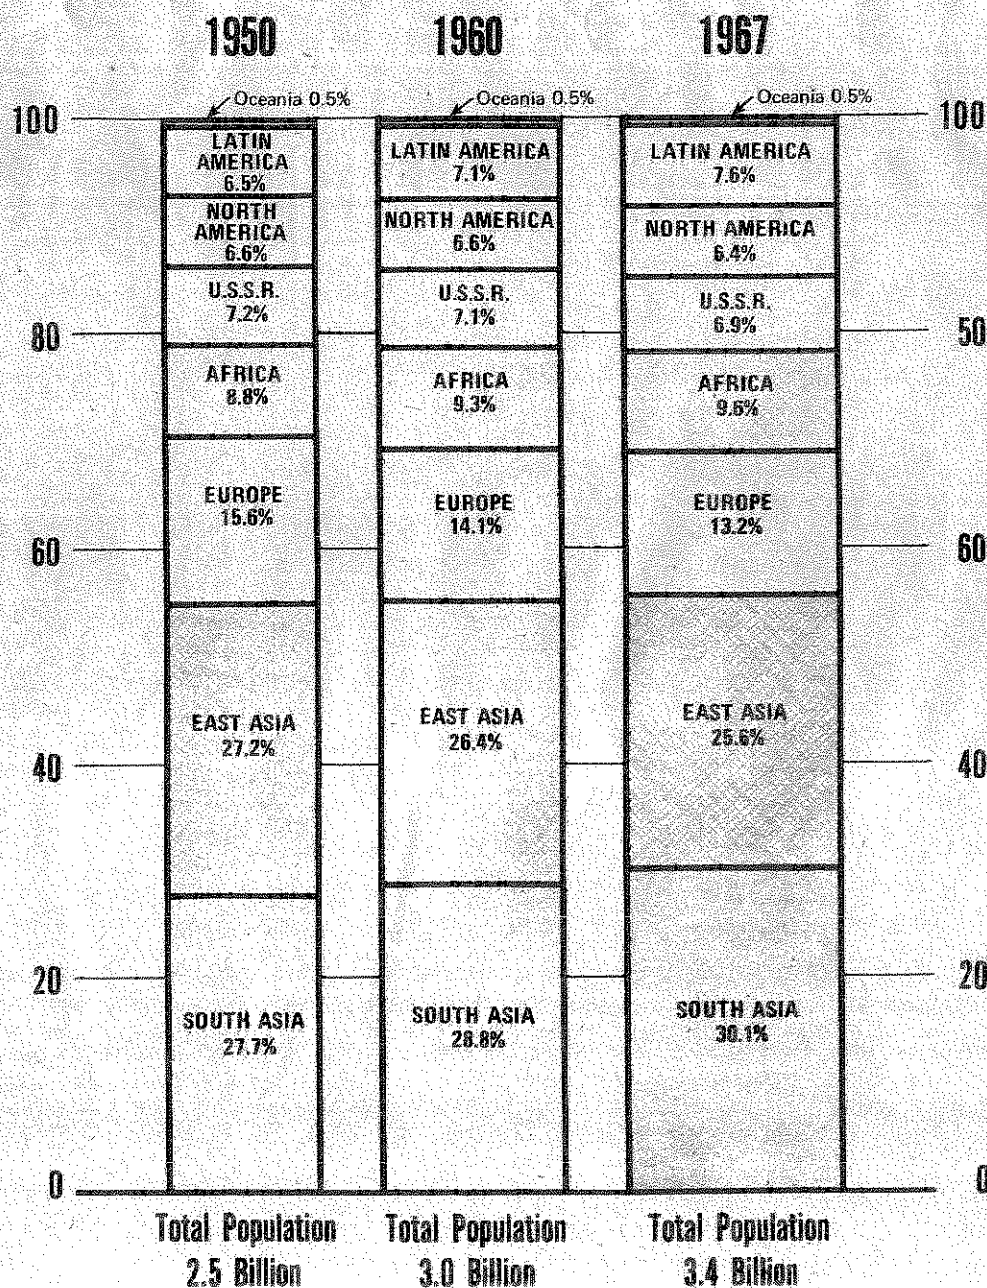 1950
1960
1967
Oceania 0.5%
Oceania 0.5%
Oceania 0.5%
100
80
60
40
20
0
LATIN
AMERICA
6.5%
NORTH
AMERICA
6.6%
U.S.S.R.
7.2%
AFRICA
8.8%
EUROPE
15.6%
EAST ASIA
27.2%
SOUTH ASIA
27.7%
LATIN AMERICA
7.1%
NORTH AMERICA
6.6%
U.S.S.R.
7.1%
AFRICA
9.3%
EUROPE
14.1%
EAST ASIA
26.4%
SOUTH ASIA
28.8%
LATIN AMERICA
7.6%
NORTH AMERICA
6.4%
U.S.S.R.
6.9%
AFRICA
9.6%
EUROPE
13.2%
EAST ASIA
25.6%
SOUTH ASIA
30.1%
100
50
60
40
20
0
Total Population
2.5 Billion
Total Population
3.0 Billion
Total Population
3.4 Billion